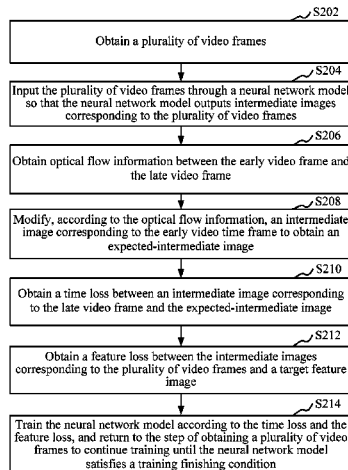 S202
Obtain a plurality of video frames
S204
Input the plurality of video frames through a neural network model
so that the neural network model outputs intermediate images
corresponding to the plurality of video frames
S206
Obtain optical flow information between the early video frame and
the late video frame
S208
Modify, according to the optical flow information, an intermediate
image corresponding to the early video time frame to obtain an
expected-intermediate image
S210
Obtain a time loss between an intermediate image corresponding
to the late video frame and the expected-intermediate image
S212
Obtain a feature loss between the intermediate images
corresponding to the plurality of video frames and a target feature
image
S214
Train the neural network model according to the time loss and the
feature loss, and return to the step of obtaining a plurality of video
frames to continue training until the neural network model
satisfies a training finishing condition